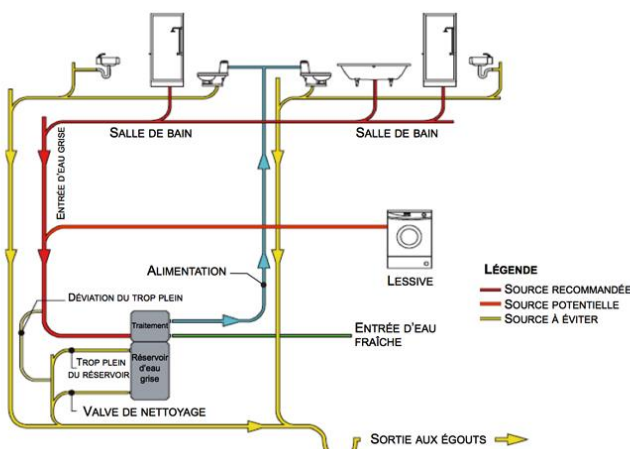 SALLE DE BAIN
SALLE DE BAIN
ENTRÉE D'EAU GRISE
LESSIVE
ALIMENTATION
LÉGENDE
SOURCE RECOMMANDÉE
SOURCE POTENTIELLE
SOURCE À ÉVITER
DÉVIATION DU TROP PLEIN
Traitement
ENTRÉE D'EAU
FRAÎCHE
TROP PLEIN
DU RÉSERVOIR
Réservoir
d'eau
grise
VALVE DE NETTOYAGE
SORTIE AUX ÉGOUTS